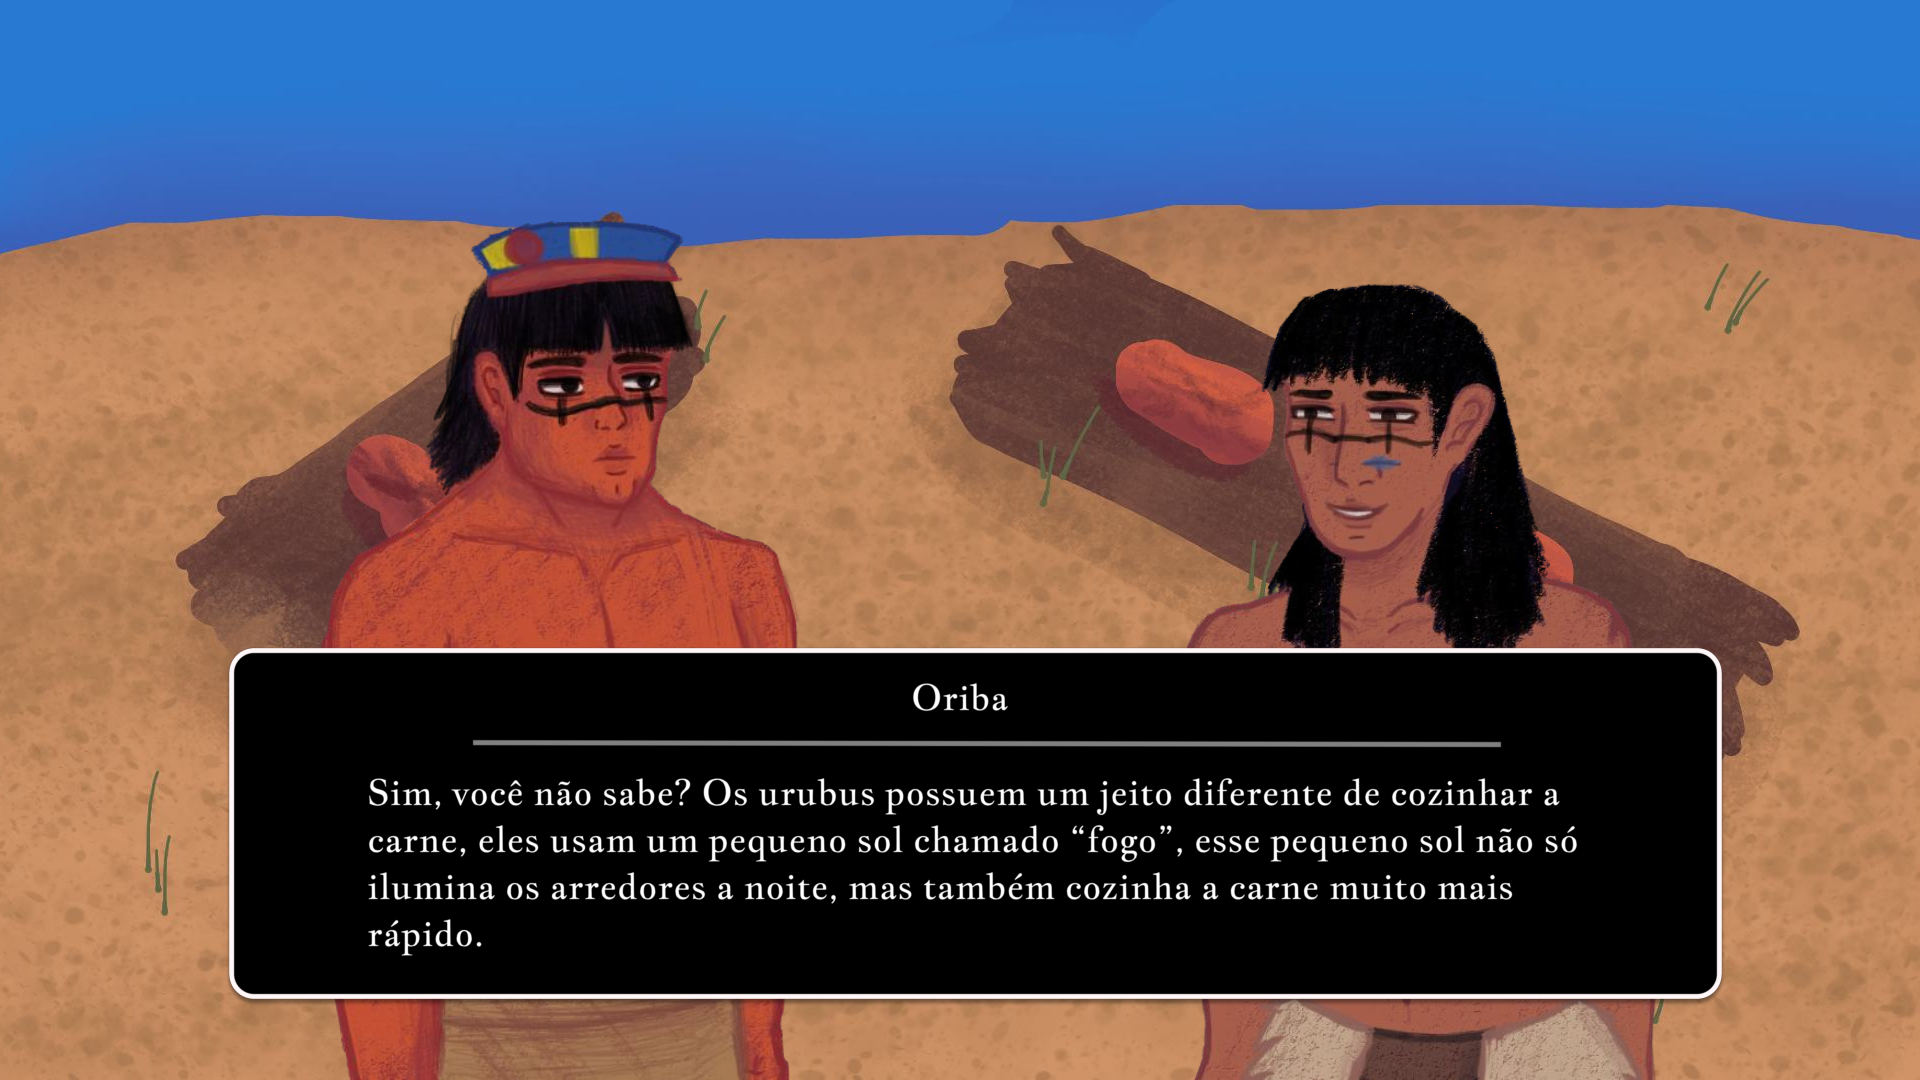 Oriba
Sim, você não sabe? Os urubus possuem um jeito diferente de cozinhar a
carne, eles usam um pequeno sol chamado “fogo”, esse pequeno sol não só
ilumina os arredores a noite, mas também cozinha a carne muito mais
rápido.